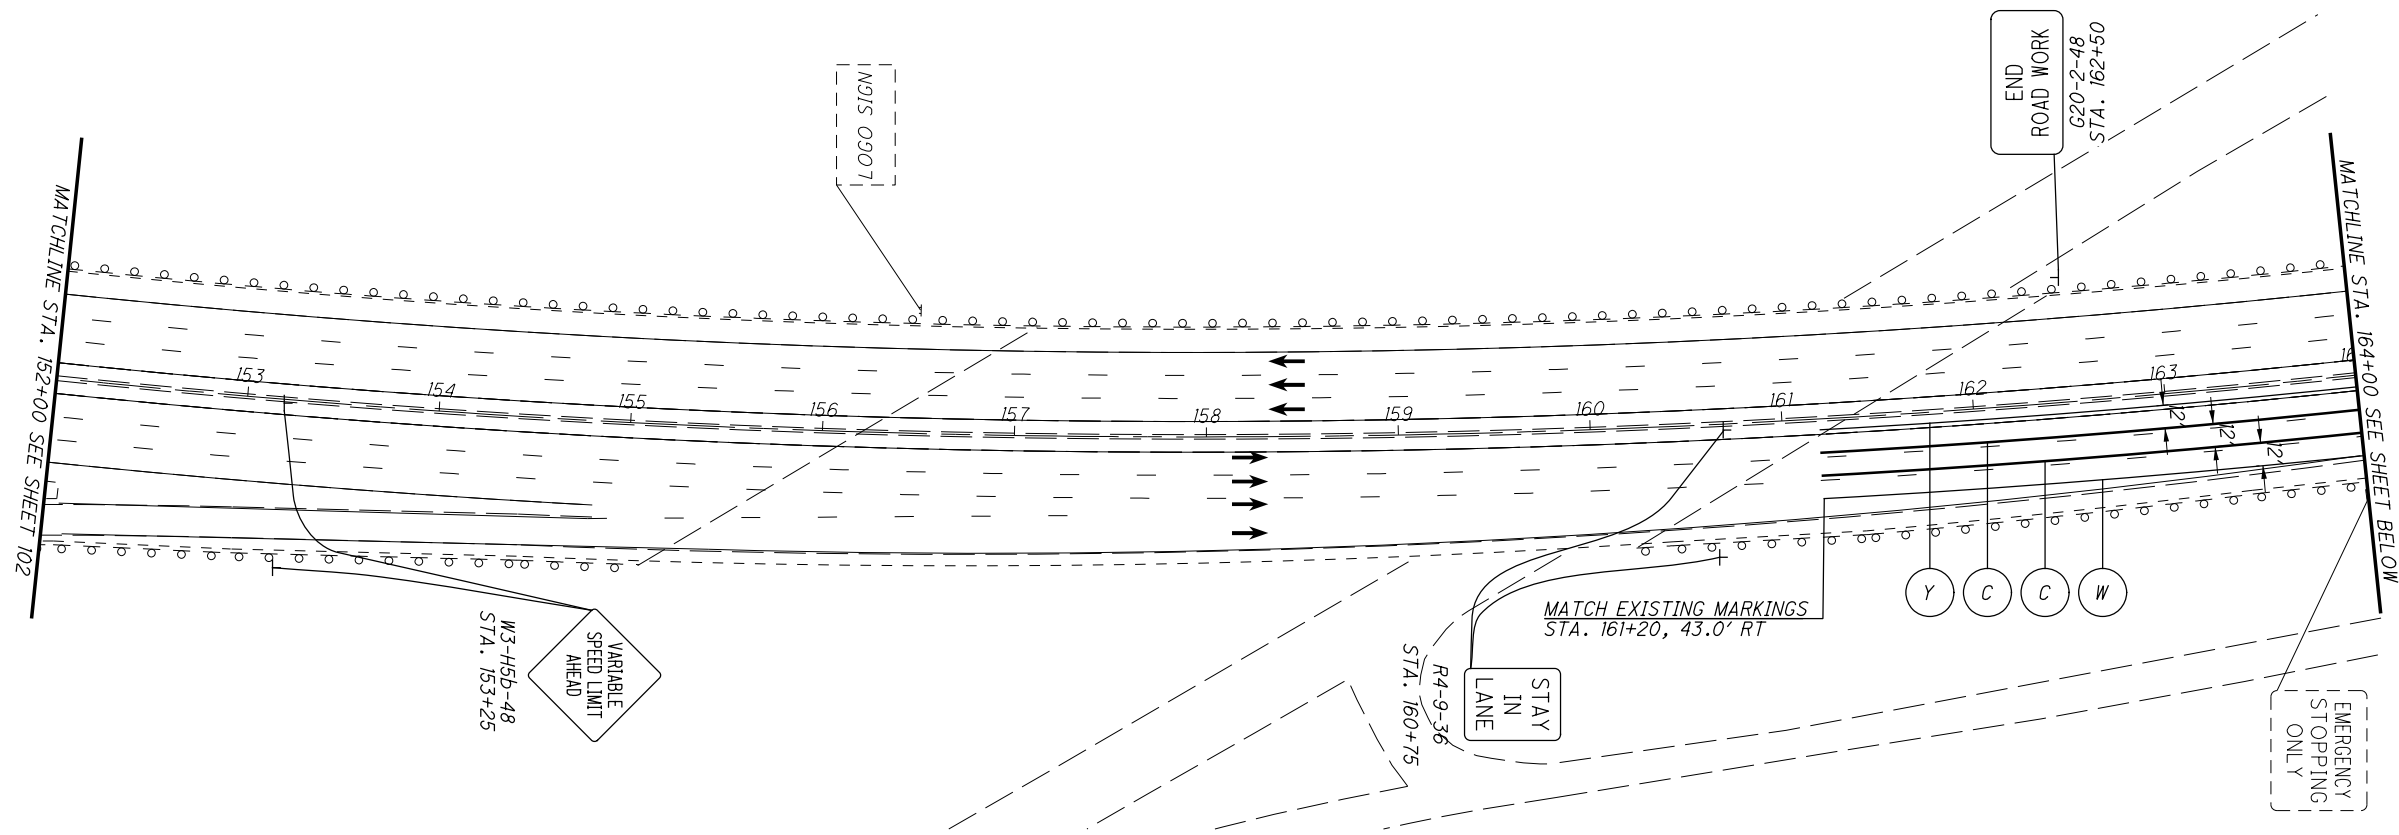 END
ROAD WORK
G20-2-48
STA. 162+50
LOGO SIGN
MATCHLINE STA. 152+00 SEE SHEET 102
MATCHLINE STA. 164+00 SEE SHEET BELOW
153
154
155
156
157
158
159
160
161
162
163
16
12'
12'
12'
Y
C
C
W
MATCH EXISTING MARKINGS
STA. 161+20, 43.0' RT
VARIABLE
SPEED LIMIT
AHEAD
W3-H5b-48
STA. 153+25
STAY
IN
LANE
R4-9-36
STA. 160+75
EMERGENCY
STOPPING
ONLY